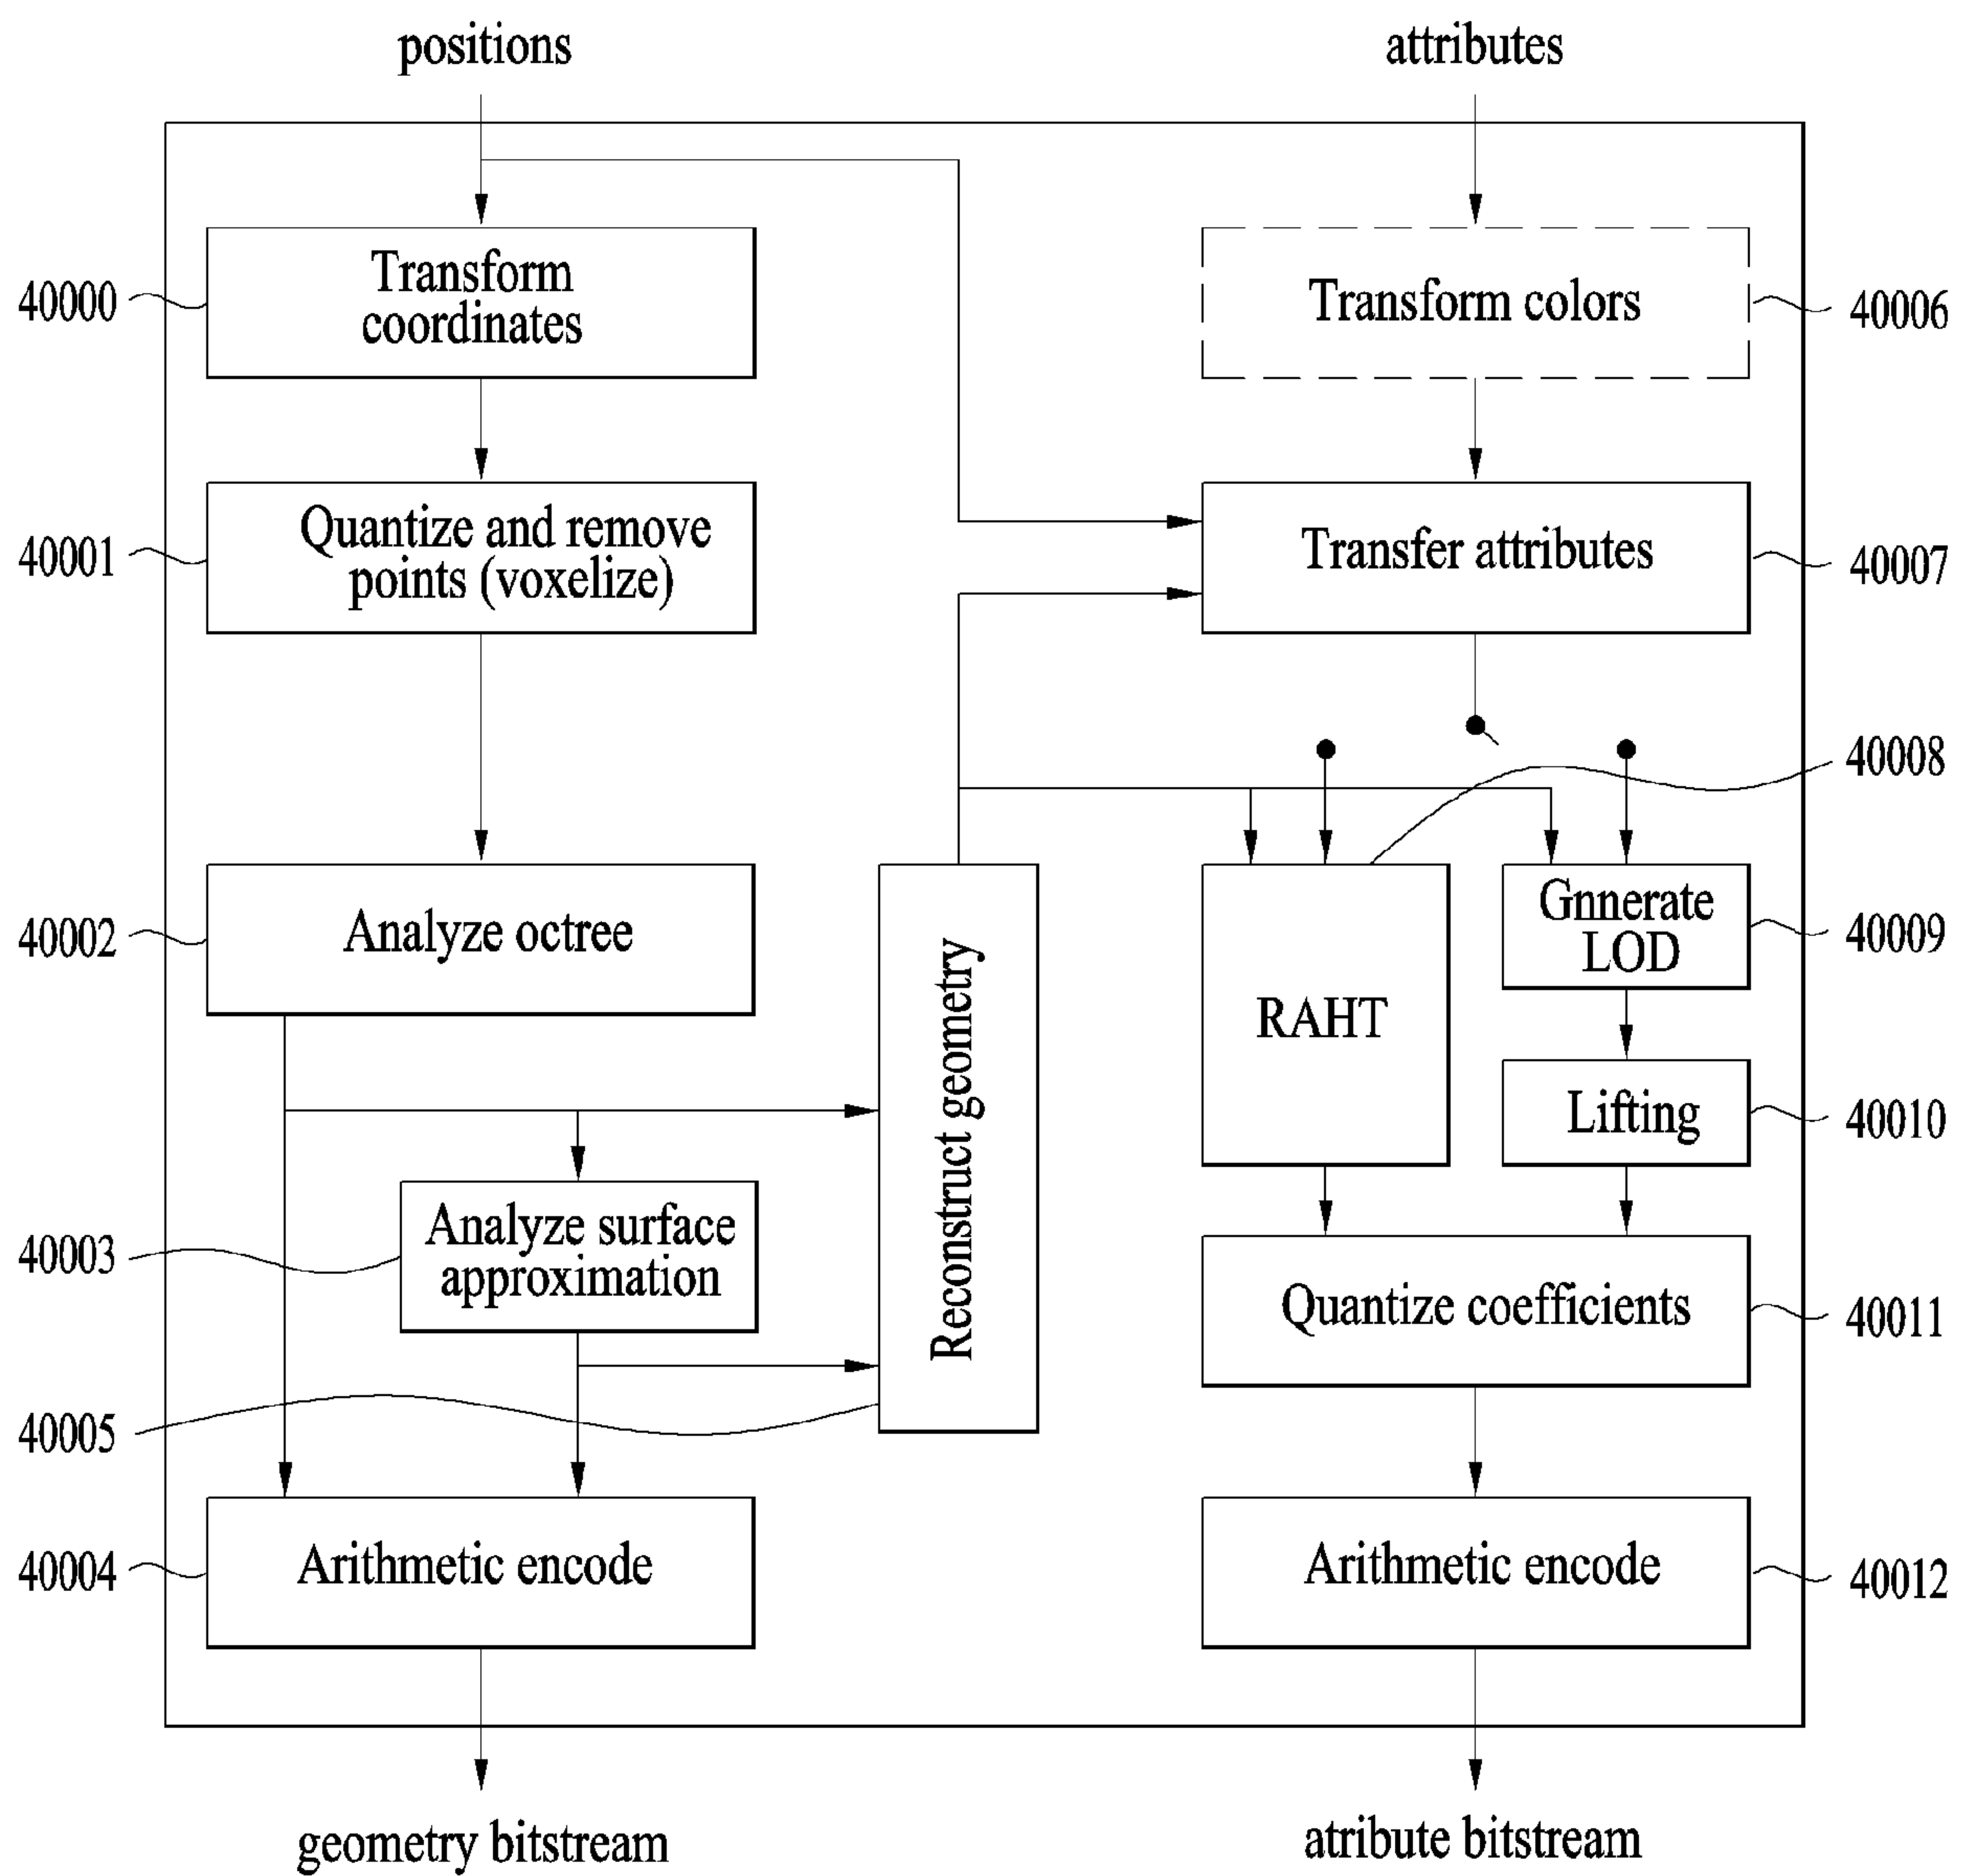 positions
attributes
40000
Transform
coordinates
Transform colors
40006
40001
Quantize and remove
points (voxelize)
Transfer attributes
40007
40008
40002
Analyze octree
Reconstruct geometry
RAHT
Gnnerate
LOD
40009
Lifting
40010
40003
Analyze surface
approximation
Quantize coefficients
40011
40005
40004
Arithmetic encode
Arithmetic encode
40012
geometry bitstream
atribute bitstream